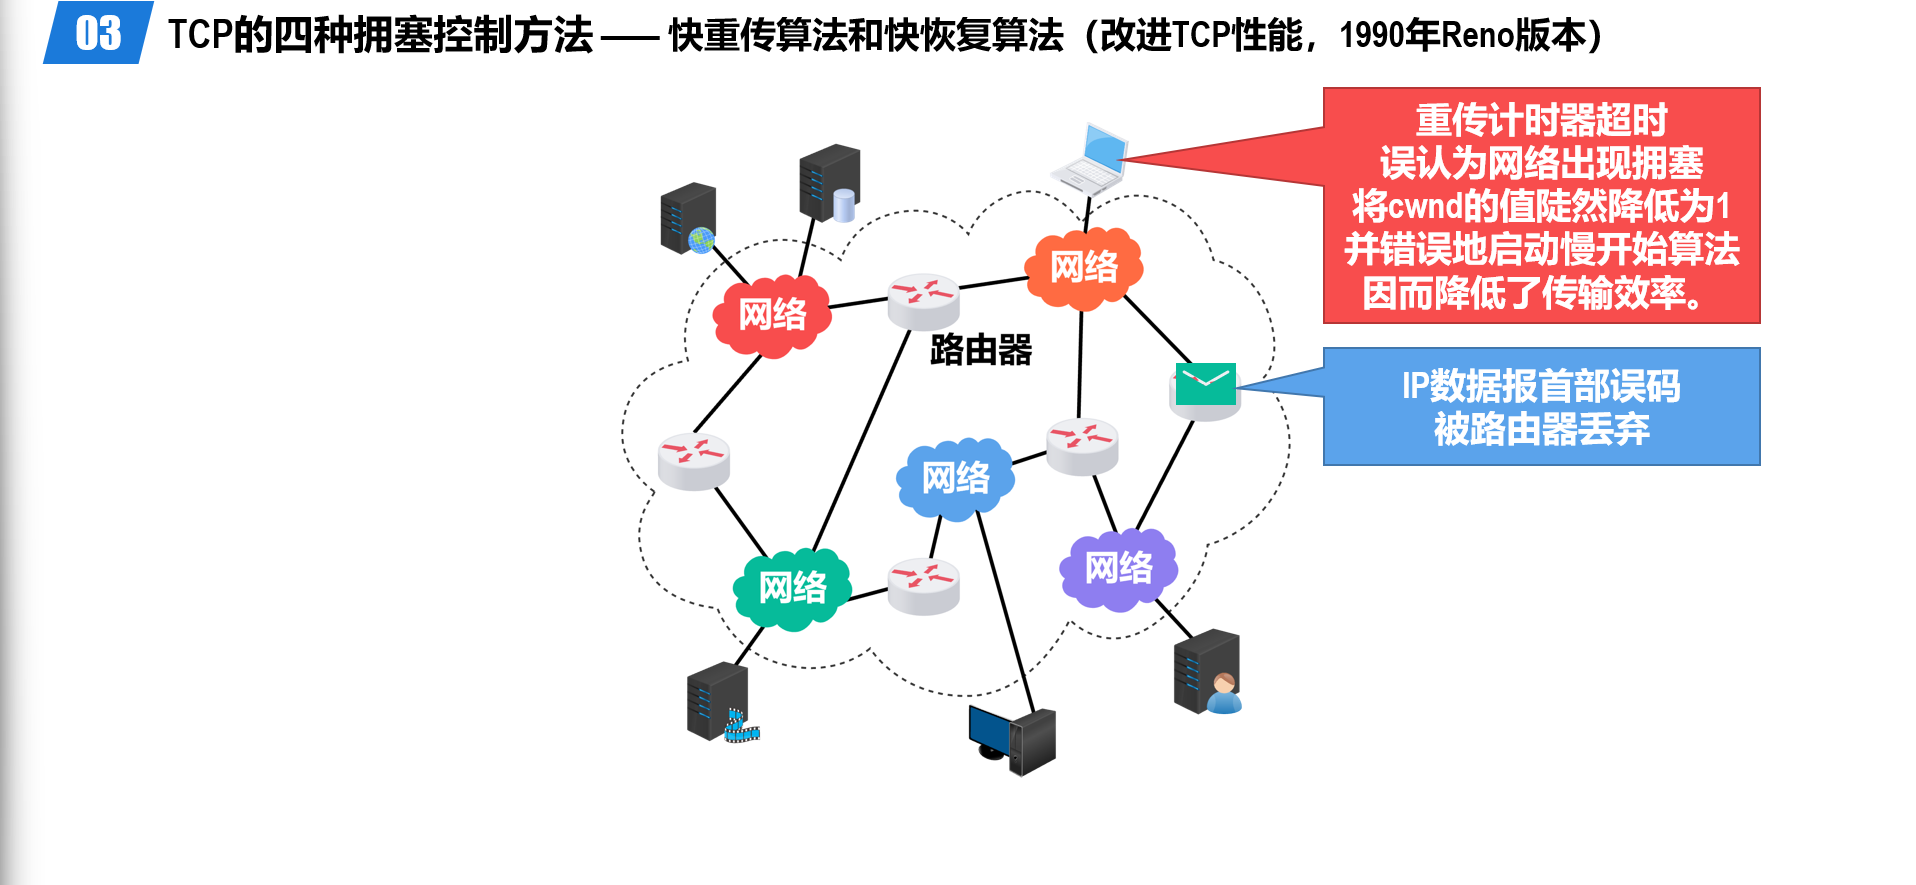 03 TCP的四种拥塞控制方法 —— 快重传算法和快恢复算法（改进TCP性能，1990年Reno版本）
重传计时器超时
误认为网络出现拥塞
将cwnd的值陡然降低为1
并错误地启动慢开始算法
因而降低了传输效率。
网络
网络
路由器
IP数据报首部误码
被路由器丢弃
网络
网络
网络